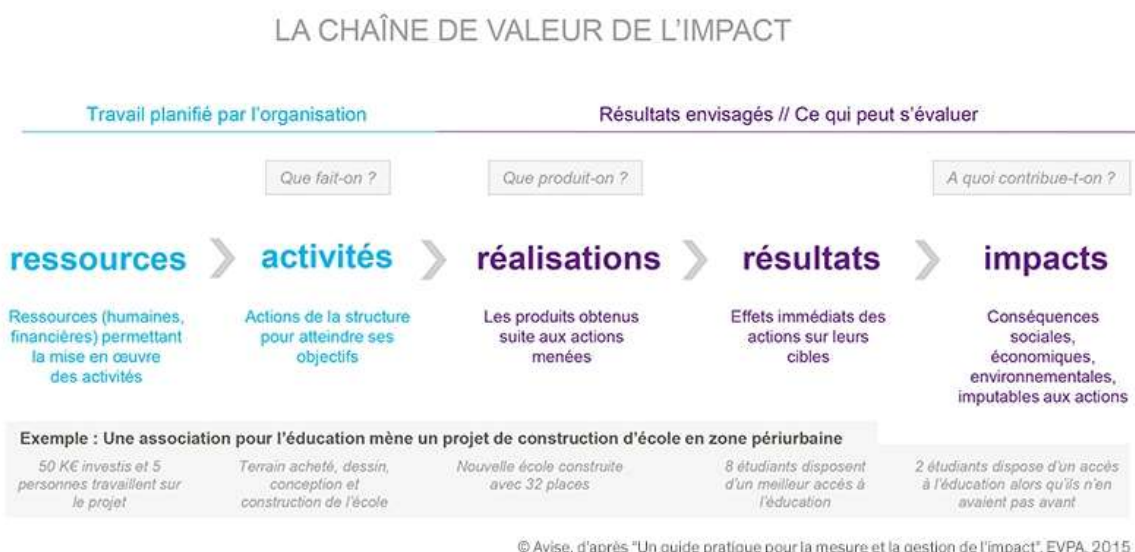 LA CHAÎNE DE VALEUR DE L'IMPACT
Travail planifié par l'organisation
Résultats envisagés // Ce qui peut s'évaluer
Que fait-on ?
Que produit-on ?
A quoi contribue-t-on ?
ressources
activités
réalisations
résultats
impacts
Ressources (humaines,
financières) permettant
la mise en œuvre
des activités
Actions de la structure
pour atteindre ses
objectifs
Les produits obtenus
suite aux actions
menées
Effets immédiats des
actions sur leurs
cibles
Conséquences
sociales,
économiques,
environnementales,
imputables aux actions
Exemple : Une association pour l'éducation mène un projet de construction d'école en zone périurbaine
50 K€ investis et 5
personnes travaillent sur
le projet
Terrain acheté, dessin,
conception et
construction de l'école
Nouvelle école construite
avec 32 places
8 étudiants disposent
d'un meilleur accès à
l'éducation
2 étudiants dispose d'un accès
à l'éducation alors qu'ils n'en
avaient pas avant
© Avise, d'après "Un guide pratique pour la mesure et la gestion de l'impact", EVPA, 2015